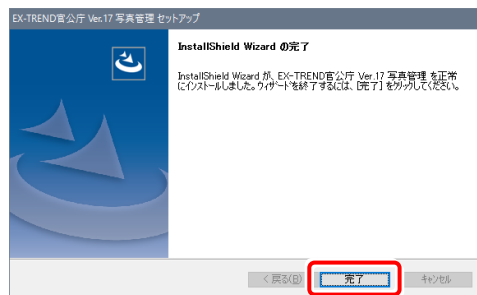 EX-TREND官公庁 Ver.17 写真管理 セットアップ
InstallShield Wizard の完了
InstallShield Wizard が、EX-TREND官公庁 Ver.17 写真管理 を正常
にインストールしました。ウィザードを終了するには、[完了] をクリックしてください。
< 戻る(B) 完了 キャンセル